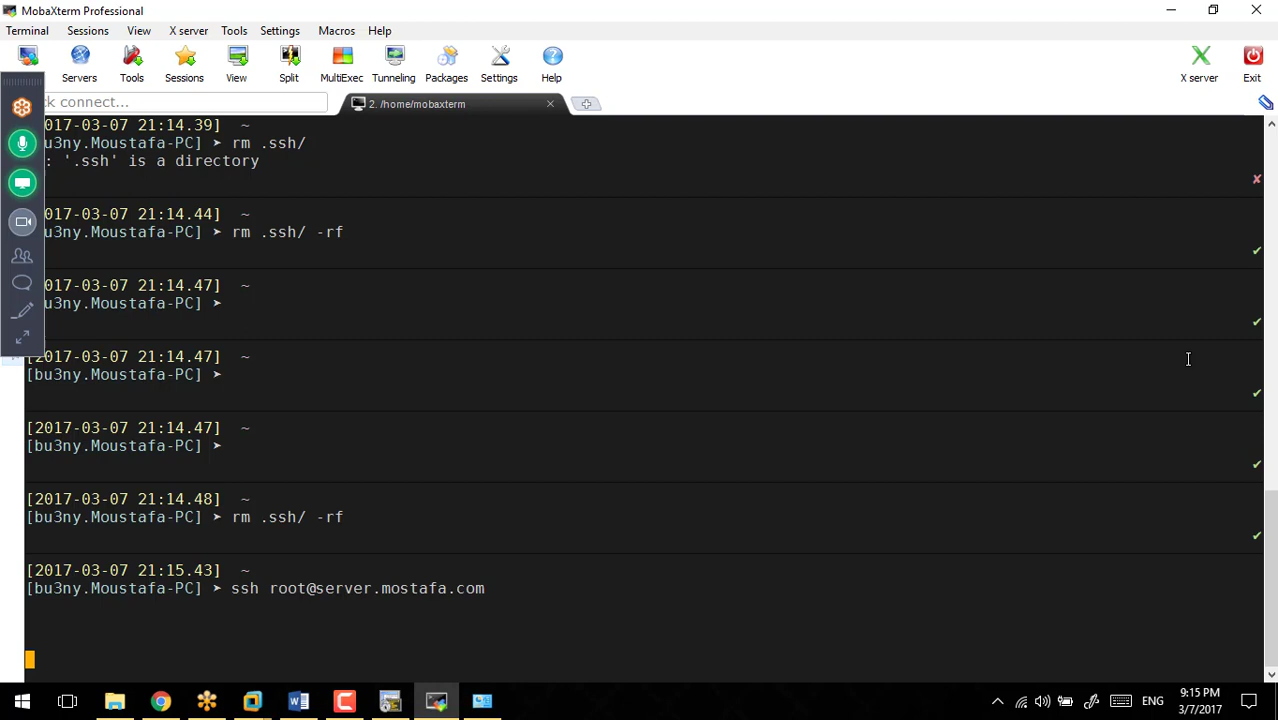 MobaXterm Professional
Terminal Sessions View X server Tools Settings Macros Help
Servers Tools Sessions View Split MultiExec Tunneling Packages Settings Help X server Exit
connect...
2. /home/mobaxterm
2017-03-07 21:14.39] ~
u3ny.Moustafa-PC] ➤ rm .ssh/
: '.ssh' is a directory
✘
2017-03-07 21:14.44] ~
u3ny.Moustafa-PC] ➤ rm .ssh/ -rf
✔
2017-03-07 21:14.47] ~
u3ny.Moustafa-PC] ➤
✔
[2017-03-07 21:14.47] ~
[bu3ny.Moustafa-PC] ➤
✔
[2017-03-07 21:14.47] ~
[bu3ny.Moustafa-PC] ➤
✔
[2017-03-07 21:14.48] ~
[bu3ny.Moustafa-PC] ➤ rm .ssh/ -rf
✔
[2017-03-07 21:15.43] ~
[bu3ny.Moustafa-PC] ➤ ssh root@server.mostafa.com
ENG
9:15 PM
3/7/2017